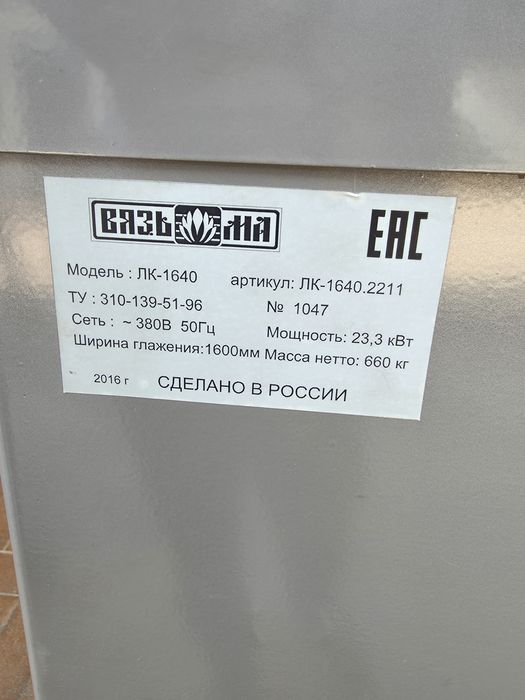 ВЯЗЬМА
EAC
Модель : ЛК-1640 артикул: ЛК-1640.2211
ТУ : 310-139-51-96 № 1047
Сеть : ~ 380В 50Гц Мощность: 23,3 кВт
Ширина глажения:1600мм Масса нетто: 660 кг
2016 г СДЕЛАНО В РОССИИ